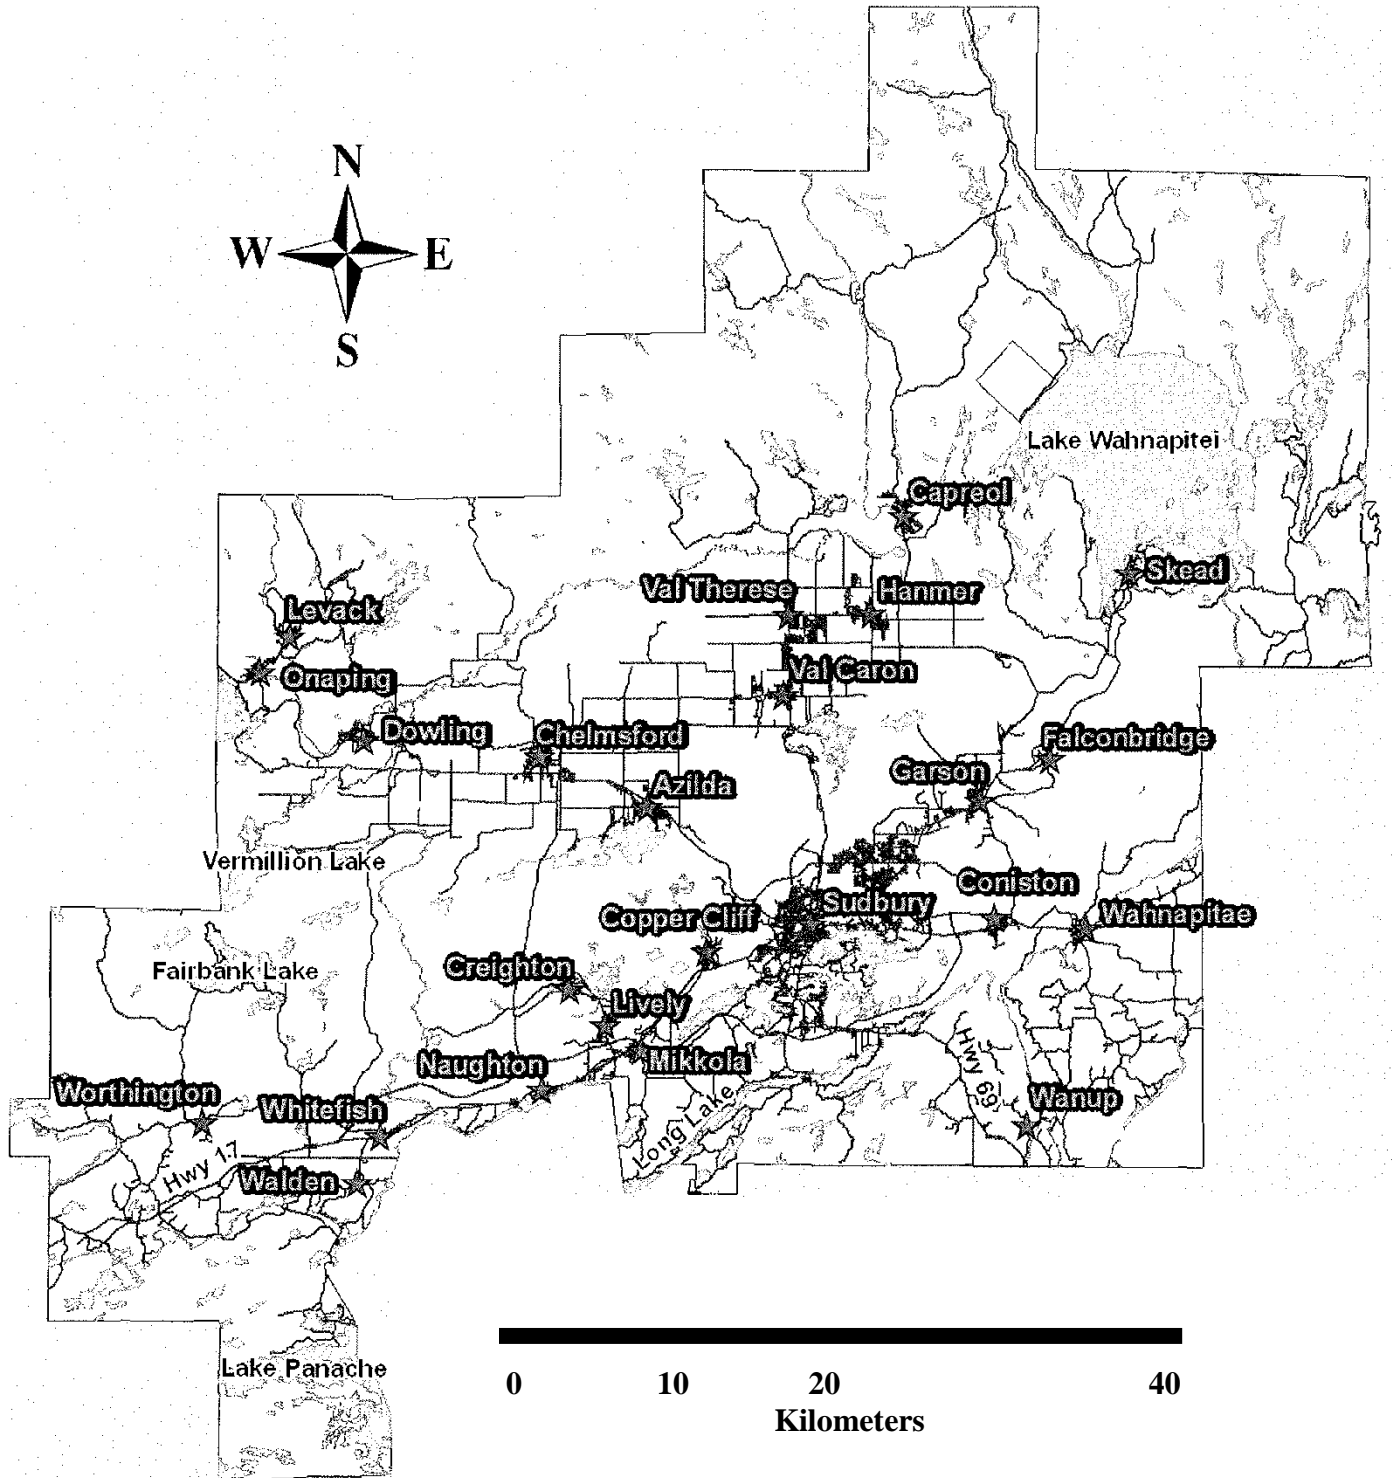 N
W E
S
Lake Wahnapitei
Capreol
Skead
Val Therese
Hanmer
Levack
Onaping
Val Caron
Dowling
Chelmsford
Falconbridge
Garson
Azilda
Vermillion Lake
Coniston
Sudbury
Copper Cliff
Wahnapitae
Fairbank Lake
Creighton
Lively
Mikkola
Naughton
Hwy 69
Worthington
Whitefish
Wanup
Long Lake
Hwy 17
Walden
Lake Panache
0 10 20 40
Kilometers